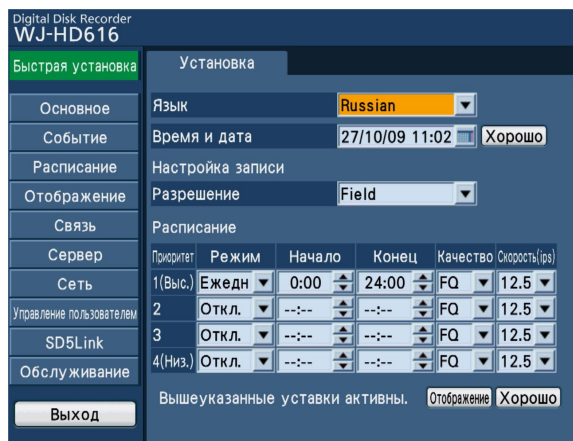 Digital Disk Recorder
WJ-HD616
Быстрая установка
Установка
Основное
Событие
Расписание
Отображение
Связь
Сервер
Сеть
Управление пользователем
SD5Link
Обслуживание
Выход
Язык Russian
Время и дата 27/10/09 11:02 Хорошо
Настройка записи
Разрешение Field
Расписание
Приоритет Режим Начало Конец Качество Скорость(ips)
1(Выс.) Ежедн 0:00 24:00 FQ 12.5
2 Откл. --:-- --:-- FQ 12.5
3 Откл. --:-- --:-- FQ 12.5
4(Низ.) Откл. --:-- --:-- FQ 12.5
Вышеуказанные уставки активны. Отображение Хорошо